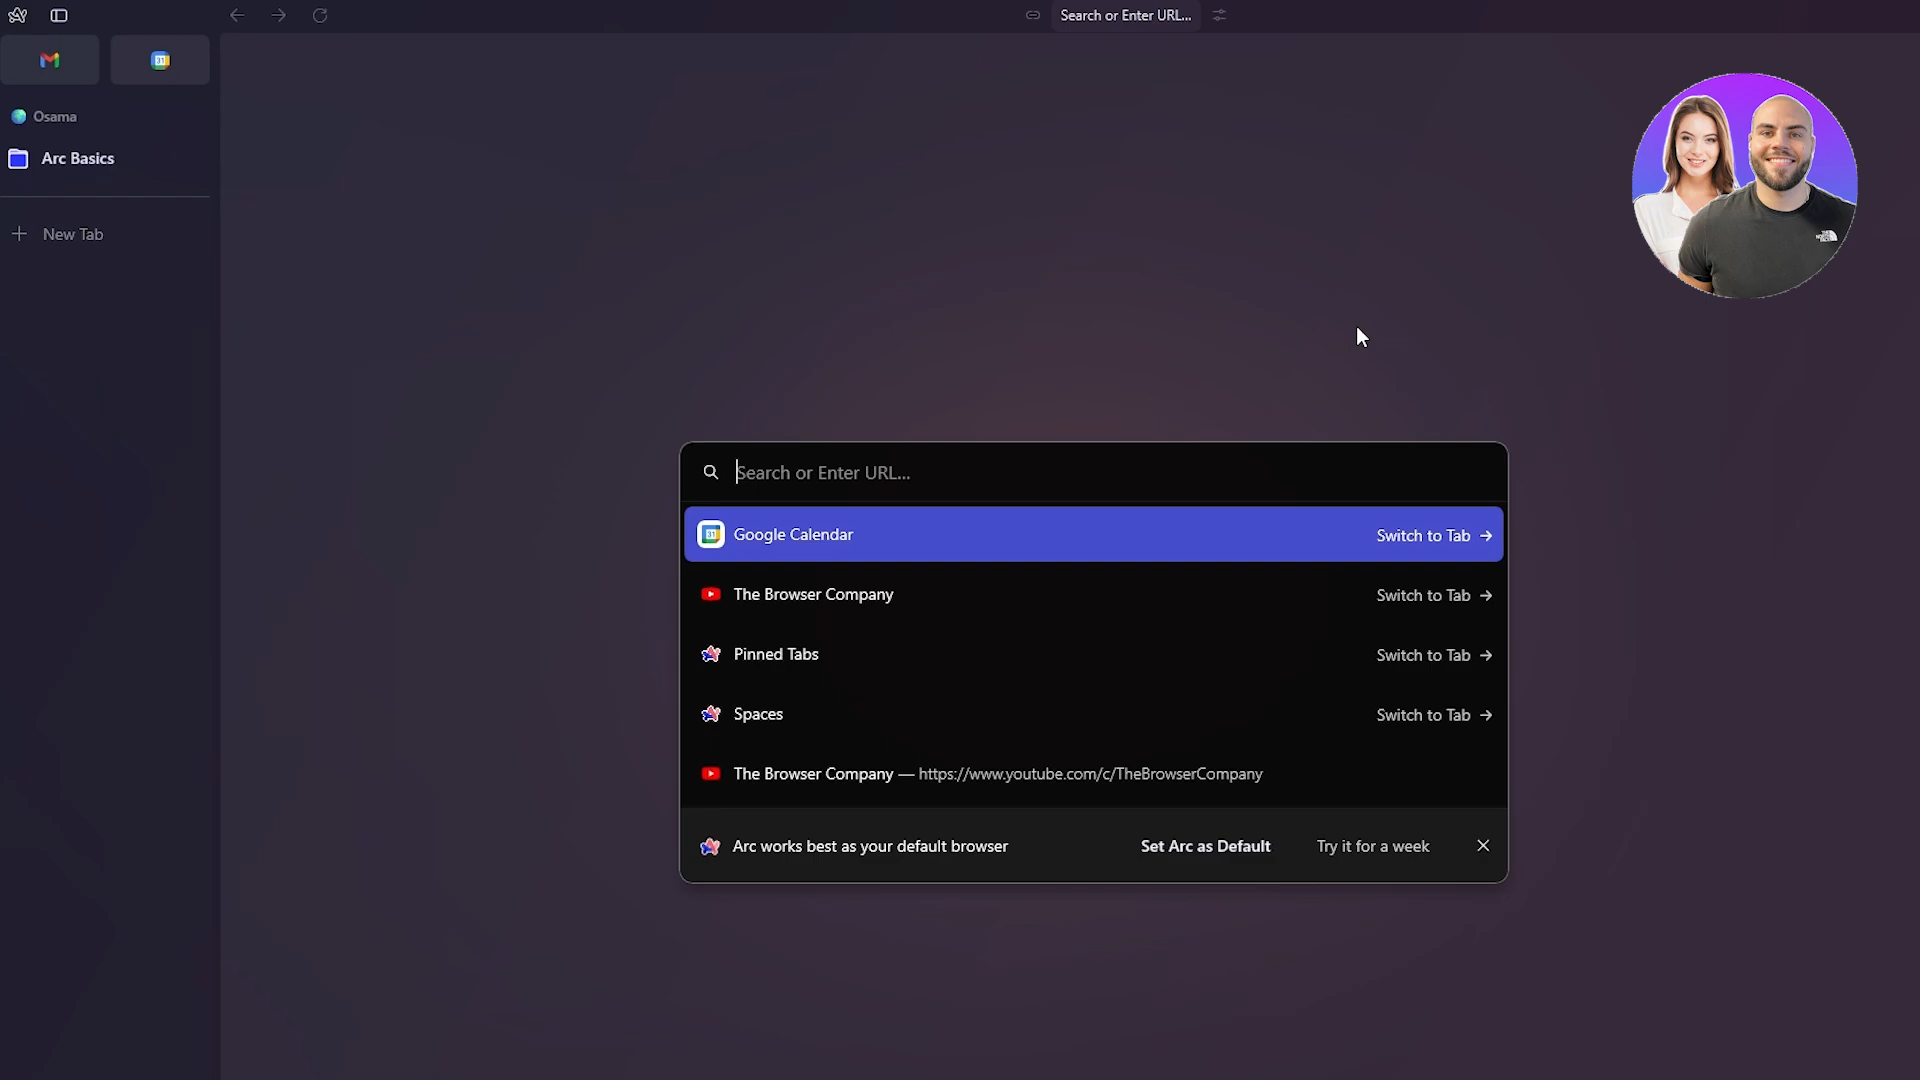 Search or Enter URL...
31
Osama
Arc Basics
New Tab
Search or Enter URL...
31 Google Calendar Switch to Tab →
The Browser Company Switch to Tab →
Pinned Tabs Switch to Tab →
Spaces Switch to Tab →
The Browser Company — https://www.youtube.com/c/TheBrowserCompany
Arc works best as your default browser Set Arc as Default Try it for a week